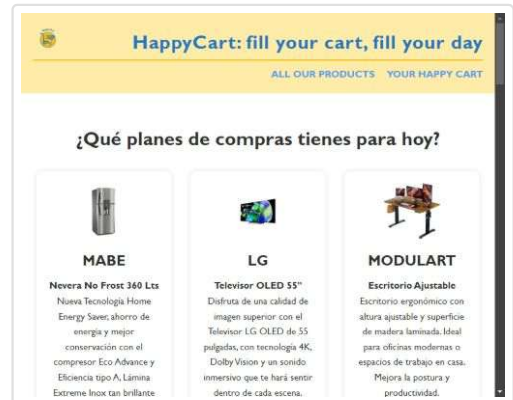 HappyCart: fill your cart, fill your day
ALL OUR PRODUCTS YOUR HAPPY CART
¿Qué planes de compras tienes para hoy?
MABE
Nevera No Frost 360 Lts
Nueva Tecnología Home
Energy Saver, ahorro de
energía y mejor
conservación con el
compresor Eco Advance y
Eficiencia tipo A, Lámina
Extreme Inox tan brillante
LG
Televisor OLED 55"
Disfruta de una calidad de
imagen superior con el
Televisor LG OLED de 55
pulgadas, con tecnología 4K,
Dolby Vision y un sonido
inmersivo que te hará sentir
dentro de cada escena.
MODULART
Escritorio Ajustable
Escritorio ergonómico con
altura ajustable y superficie
de madera laminada. Ideal
para oficinas modernas o
espacios de trabajo en casa.
Mejora la postura y
productividad.